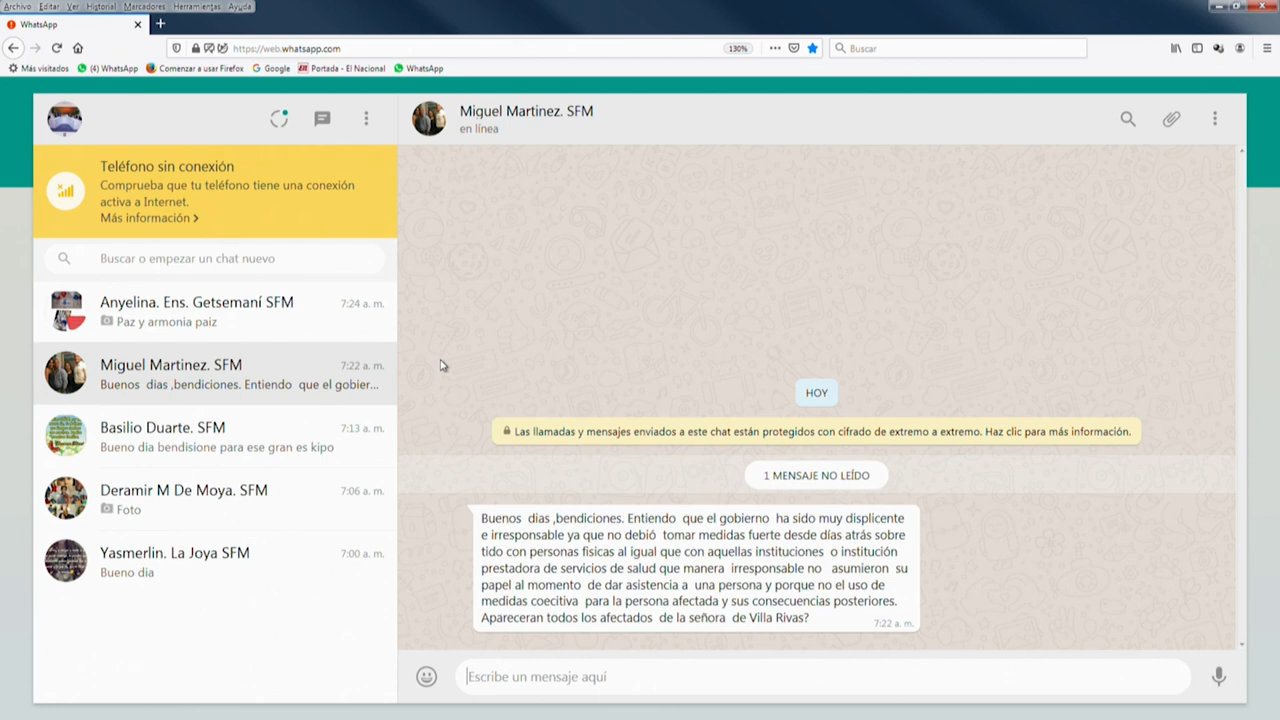 Archivo Editar Ver Historial Marcadores Herramientas Ayuda
WhatsApp
https://web.whatsapp.com
130%
Buscar
Más visitados
(4) WhatsApp
Comenzar a usar Firefox
Google
Portada - El Nacional
WhatsApp
Miguel Martinez. SFM
en línea
Teléfono sin conexión
Comprueba que tu teléfono tiene una conexión
activa a Internet.
Más información
Buscar o empezar un chat nuevo
Anyelina. Ens. Getsemaní SFM
7:24 a. m.
Paz y armonia paiz
Miguel Martinez. SFM
7:22 a. m.
Buenos dias ,bendiciones. Entiendo que el gobier...
Basilio Duarte. SFM
7:13 a. m.
Bueno dia bendisione para ese gran es kipo
Deramir M De Moya. SFM
7:06 a. m.
Foto
Yasmerlin. La Joya SFM
7:00 a. m.
Bueno dia
HOY
Las llamadas y mensajes enviados a este chat están protegidos con cifrado de extremo a extremo. Haz clic para más información.
1 MENSAJE NO LEÍDO
Buenos dias ,bendiciones. Entiendo que el gobierno ha sido muy displicente
e irresponsable ya que no debió tomar medidas fuerte desde días atrás sobre
tido con personas fisicas al igual que con aquellas instituciones o institución
prestadora de servicios de salud que manera irresponsable no asumieron su
papel al momento de dar asistencia a una persona y porque no el uso de
medidas coecitiva para la persona afectada y sus consecuencias posteriores.
Apareceran todos los afectados de la señora de Villa Rivas?
7:22 a. m.
Escribe un mensaje aquí